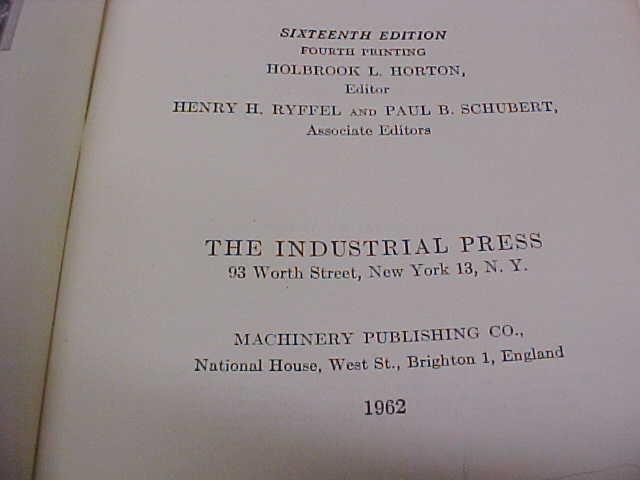 SIXTEENTH EDITION
FOURTH PRINTING
HOLBROOK L. HORTON,
Editor
HENRY H. RYFFEL AND PAUL B. SCHUBERT,
Associate Editors
THE INDUSTRIAL PRESS
93 Worth Street, New York 13, N. Y.
MACHINERY PUBLISHING CO.,
National House, West St., Brighton 1, England
1962